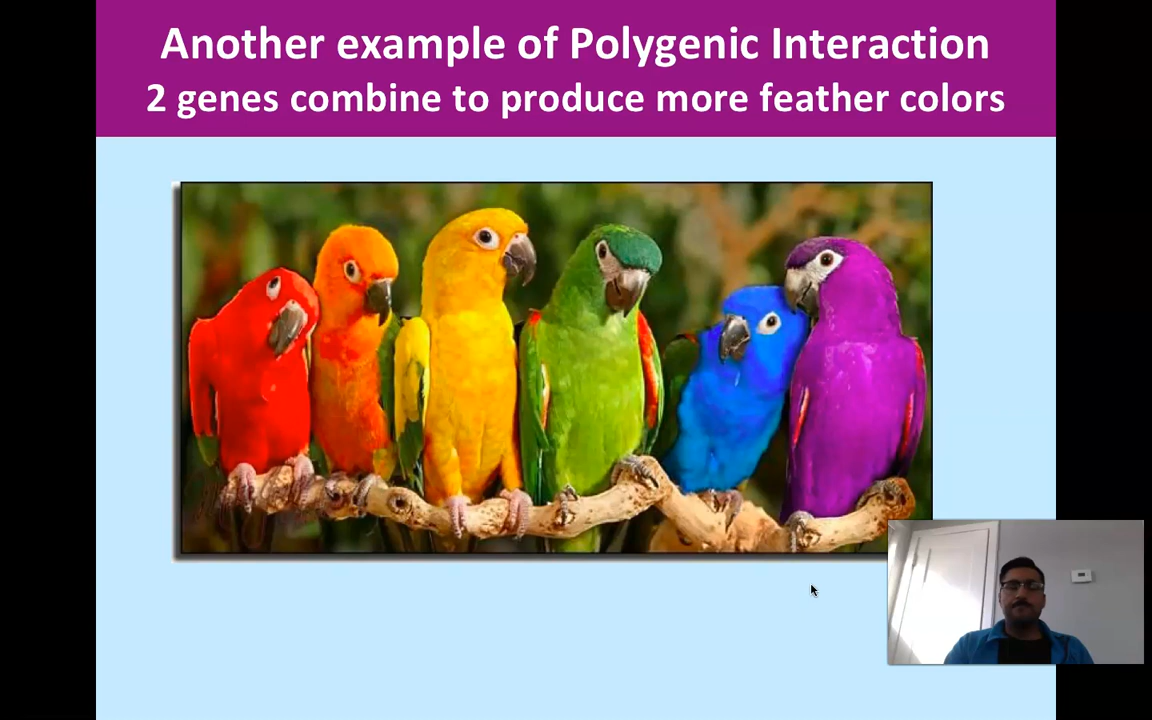 Another example of Polygenic Interaction
2 genes combine to produce more feather colors